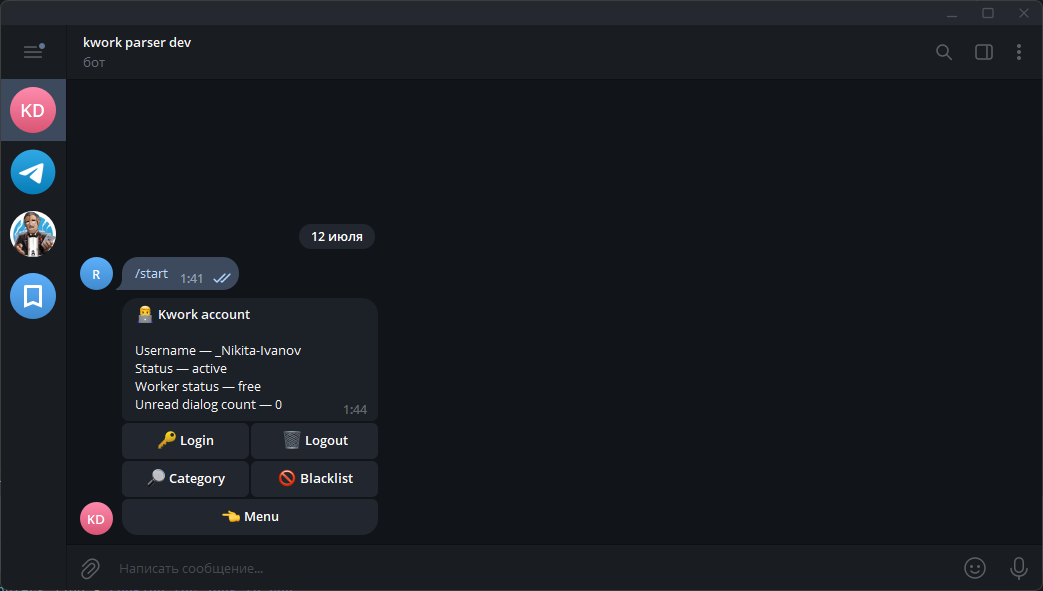 kwork parser dev
бот
KD
12 июля
R
/start 1:41
Kwork account
Username — _Nikita-Ivanov
Status — active
Worker status — free
Unread dialog count — 0
1:44
Login
Logout
Category
Blacklist
KD
Menu
Написать сообщение...